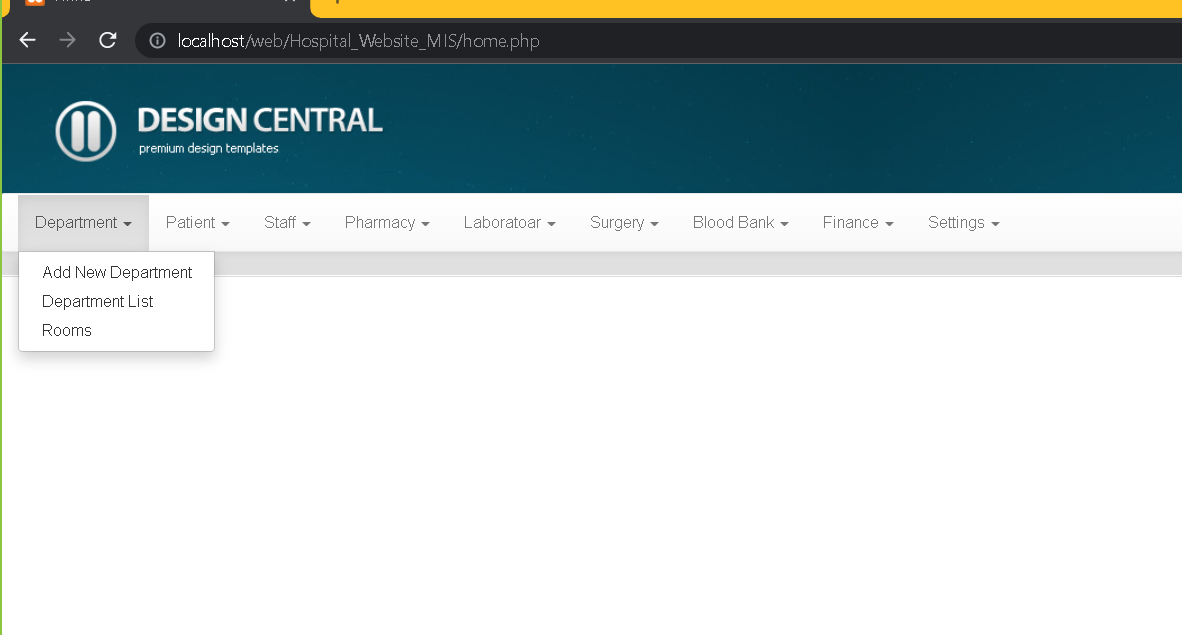 localhost/web/Hospital_Website_MIS/home.php
DESIGN CENTRAL
premium design templates
Department Patient Staff Pharmacy Laboratoar Surgery Blood Bank Finance Settings
Add New Department
Department List
Rooms